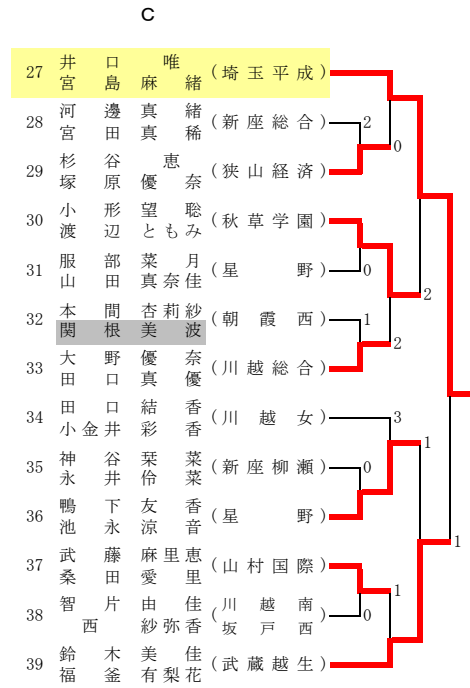 C
27 井口唯 (埼玉平成)
宮島麻緒
28 河邊真緒 (新座総合) 2
宮田真稀
0
29 杉谷恵 (狭山経済)
塚原優奈
30 小形望聡 (秋草学園)
渡辺ともみ
31 服部菜月 (星野) 0
山田真奈佳
2
32 本間杏莉紗 (朝霞西) 1
関根美波
2
33 大野優奈 (川越総合)
田口真優
34 田口結香 (川越女) 3
小金井彩香
1
35 神谷栞菜 (新座柳瀬) 0
永井伶菜
36 鴨下友香 (星野)
池永涼音
1
37 武藤麻里恵 (山村国際)
桑田愛里
1
38 智片由佳 (川越南
西紗弥香 坂戸西) 0
39 鈴木美佳 (武蔵越生)
福釜有梨花